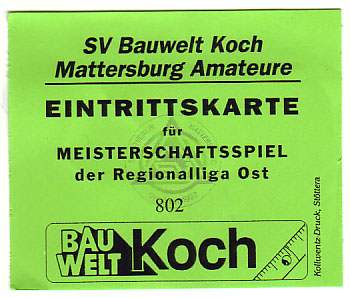 SV Bauwelt Koch
Mattersburg Amateure
EINTRITTSKARTE
für
MEISTERSCHAFTSSPIEL
der Regionalliga Ost
802
BAU
WELT
Koch
Kollwentz-Druck, Stöttera